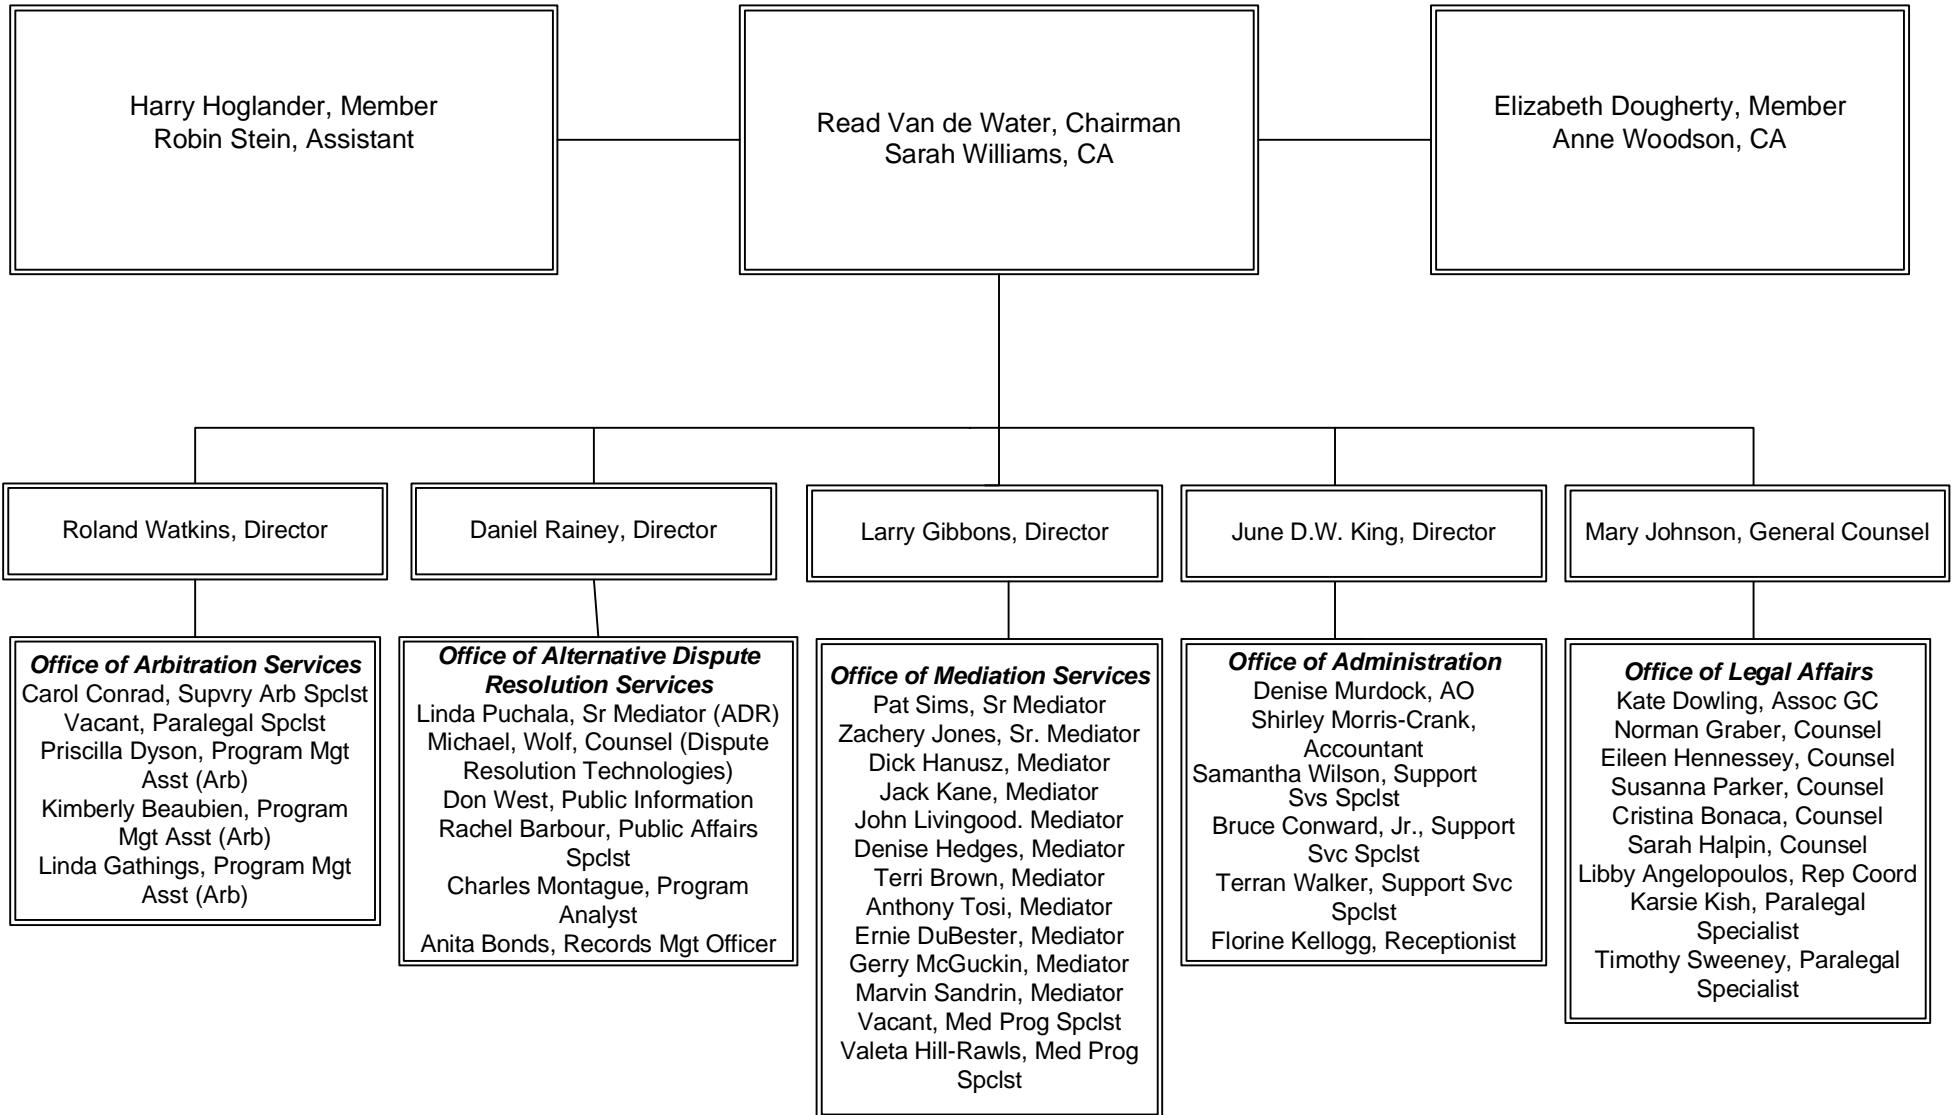 Harry Hoglander, Member
Robin Stein, Assistant
Read Van de Water, Chairman
Sarah Williams, CA
Elizabeth Dougherty, Member
Anne Woodson, CA
Roland Watkins, Director
Daniel Rainey, Director
Larry Gibbons, Director
June D.W. King, Director
Mary Johnson, General Counsel
Office of Arbitration Services
Carol Conrad, Supvry Arb Spclst
Vacant, Paralegal Spclst
Priscilla Dyson, Program Mgt
Asst (Arb)
Kimberly Beaubien, Program
Mgt Asst (Arb)
Linda Gathings, Program Mgt
Asst (Arb)
Office of Alternative Dispute
Resolution Services
Linda Puchala, Sr Mediator (ADR)
Michael, Wolf, Counsel (Dispute
Resolution Technologies)
Don West, Public Information
Rachel Barbour, Public Affairs
Spclst
Charles Montague, Program
Analyst
Anita Bonds, Records Mgt Officer
Office of Mediation Services
Pat Sims, Sr Mediator
Zachery Jones, Sr. Mediator
Dick Hanusz, Mediator
Jack Kane, Mediator
John Livingood. Mediator
Denise Hedges, Mediator
Terri Brown, Mediator
Anthony Tosi, Mediator
Ernie DuBester, Mediator
Gerry McGuckin, Mediator
Marvin Sandrin, Mediator
Vacant, Med Prog Spclst
Valeta Hill-Rawls, Med Prog
Spclst
Office of Administration
Denise Murdock, AO
Shirley Morris-Crank,
Accountant
Samantha Wilson, Support
Svs Spclst
Bruce Conward, Jr., Support
Svc Spclst
Terran Walker, Support Svc
Spclst
Florine Kellogg, Receptionist
Office of Legal Affairs
Kate Dowling, Assoc GC
Norman Graber, Counsel
Eileen Hennessey, Counsel
Susanna Parker, Counsel
Cristina Bonaca, Counsel
Sarah Halpin, Counsel
Libby Angelopoulos, Rep Coord
Karsie Kish, Paralegal
Specialist
Timothy Sweeney, Paralegal
Specialist